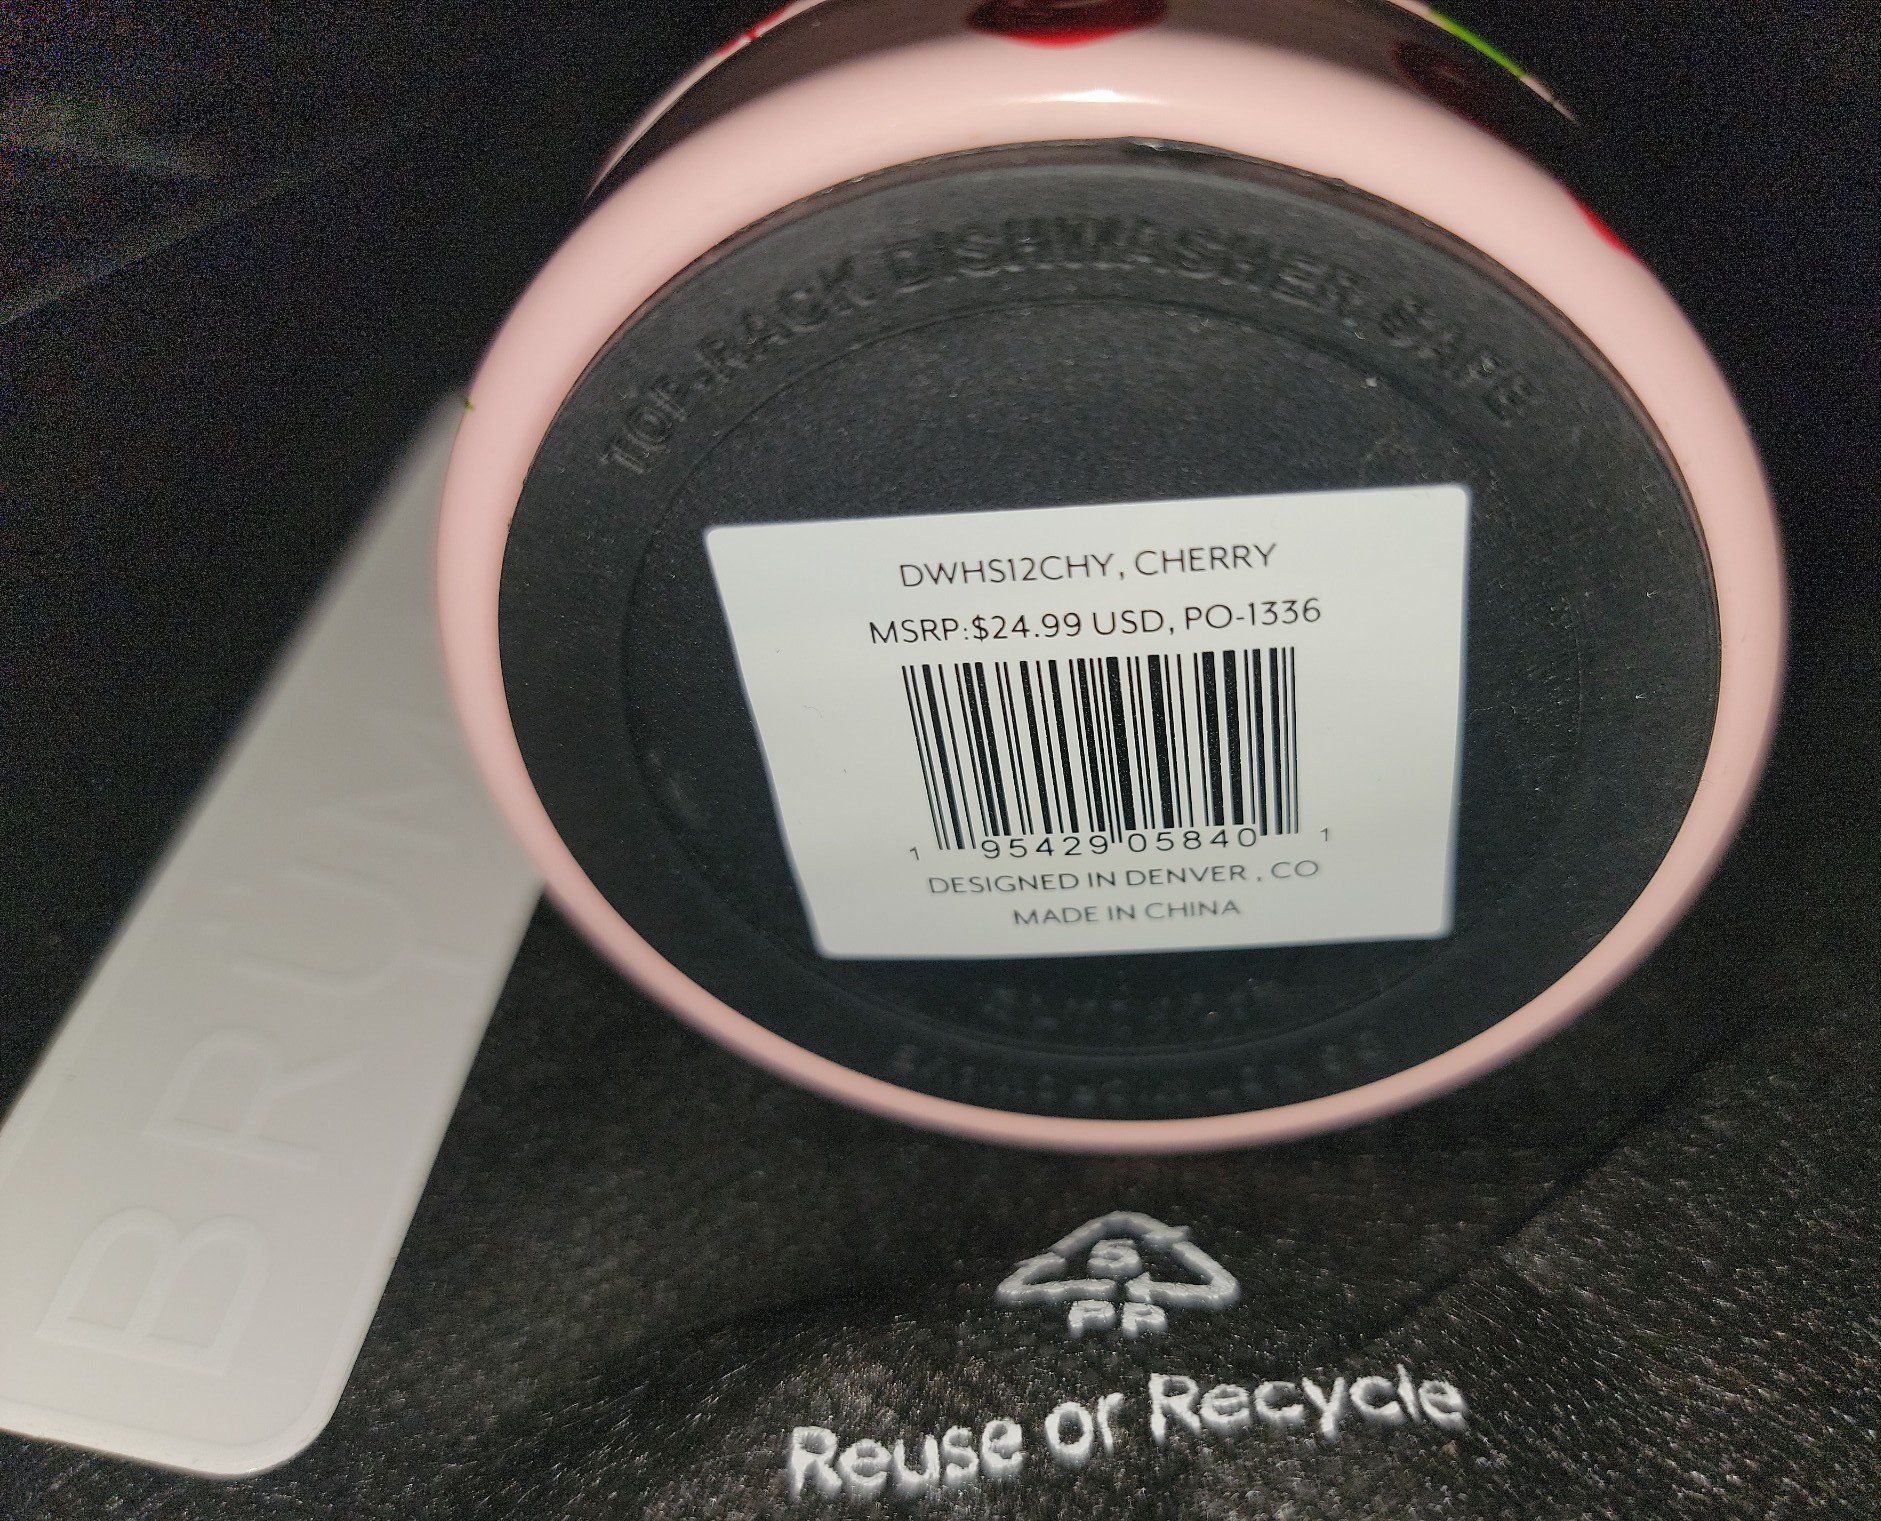 TOP-RACK DISHWASHER SAFE
DWHS12CHY, CHERRY
MSRP:$24.99 USD, PO-1336
1 95429 05840 1
DESIGNED IN DENVER , CO
MADE IN CHINA
BRÜM
5
PP
Reuse or Recycle